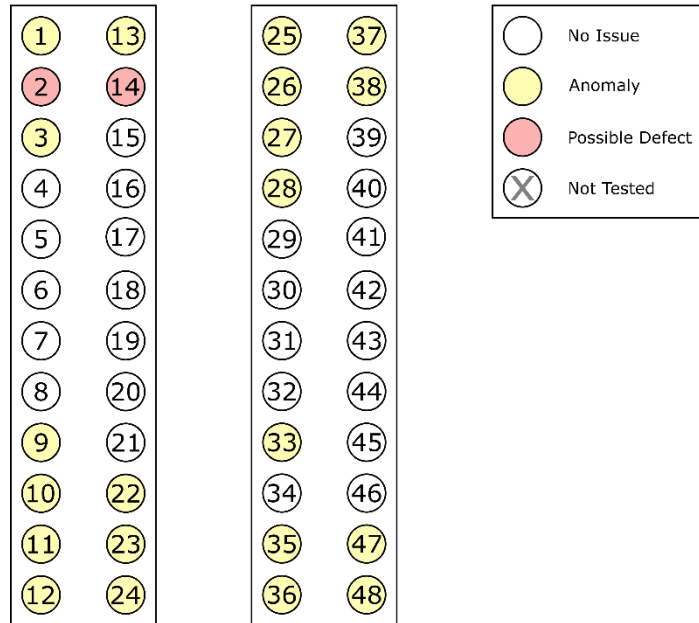 1 13 25 37 No Issue
2 14 26 38 Anomaly
3 15 27 39 Possible Defect
4 16 28 40 X Not Tested
5 17 29 41
6 18 30 42
7 19 31 43
8 20 32 44
9 21 33 45
10 22 34 46
11 23 35 47
12 24 36 48